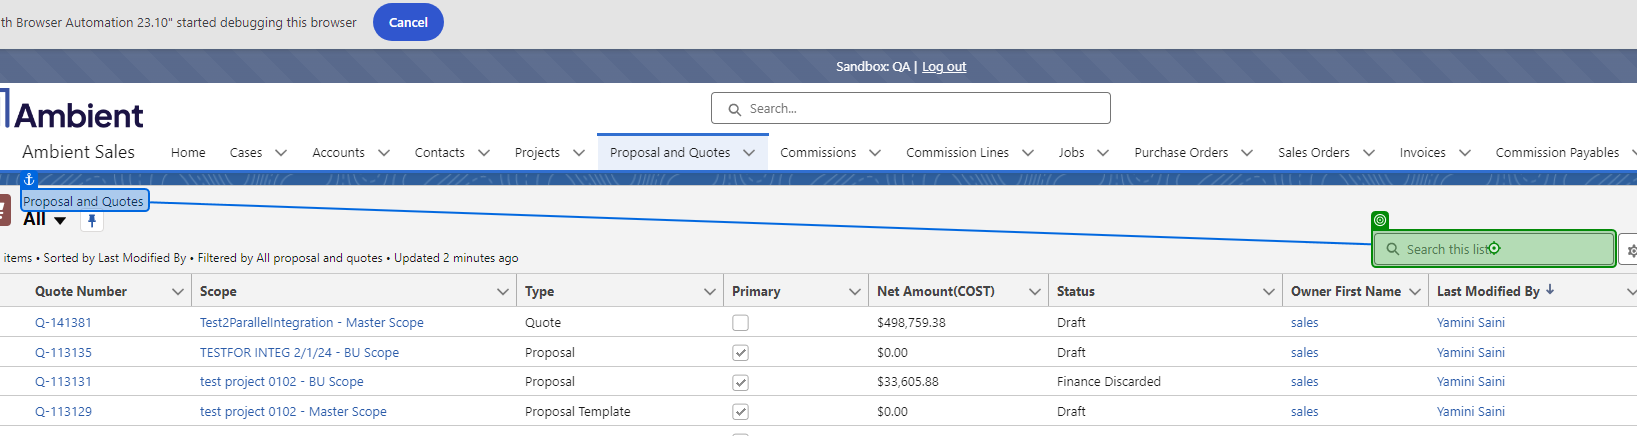 th Browser Automation 23.10" started debugging this browser Cancel
Sandbox: QA | Log out
Ambient Search...
Ambient Sales Home Cases Accounts Contacts Projects Proposal and Quotes Commissions Commission Lines Jobs Purchase Orders Sales Orders Invoices Commission Payables
Proposal and Quotes
All
Search this list
items • Sorted by Last Modified By • Filtered by All proposal and quotes • Updated 2 minutes ago
Quote Number Scope Type Primary Net Amount(COST) Status Owner First Name Last Modified By
Q-141381 Test2ParallelIntegration - Master Scope Quote $498,759.38 Draft sales Yamini Saini
Q-113135 TESTFOR INTEG 2/1/24 - BU Scope Proposal $0.00 Draft sales Yamini Saini
Q-113131 test project 0102 - BU Scope Proposal $33,605.88 Finance Discarded sales Yamini Saini
Q-113129 test project 0102 - Master Scope Proposal Template $0.00 Draft sales Yamini Saini